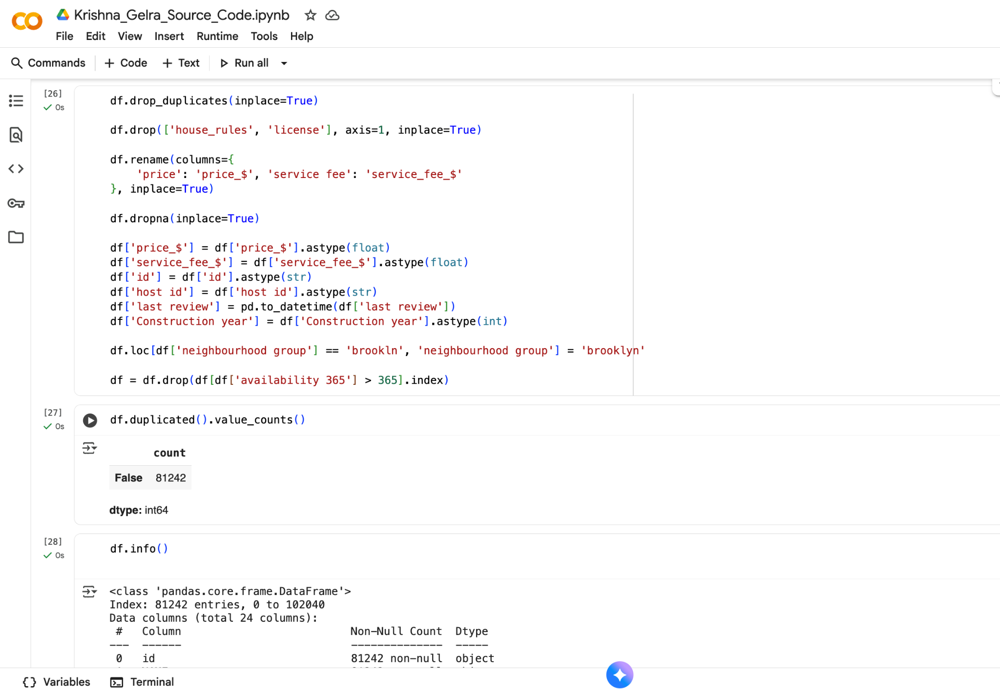 Krishna_Gelra_Source_Code.ipynb
File Edit View Insert Runtime Tools Help
Commands + Code + Text Run all
[26]
0s
df.drop_duplicates(inplace=True)
df.drop(['house_rules', 'license'], axis=1, inplace=True)
df.rename(columns={
    'price': 'price_$', 'service fee': 'service_fee_$'
}, inplace=True)
df.dropna(inplace=True)
df['price_$'] = df['price_$'].astype(float)
df['service_fee_$'] = df['service_fee_$'].astype(float)
df['id'] = df['id'].astype(str)
df['host id'] = df['host id'].astype(str)
df['last review'] = pd.to_datetime(df['last review'])
df['Construction year'] = df['Construction year'].astype(int)
df.loc[df['neighbourhood group'] == 'brookln', 'neighbourhood group'] = 'brooklyn'
df = df.drop(df[df['availability 365'] > 365].index)
[27]
0s
df.duplicated().value_counts()
count
False 81242
dtype: int64
[28]
0s
df.info()
<class 'pandas.core.frame.DataFrame'>
Index: 81242 entries, 0 to 102040
Data columns (total 24 columns):
 #   Column                          Non-Null Count  Dtype
---  ------                          --------------  -----
 0   id                              81242 non-null  object
Variables Terminal